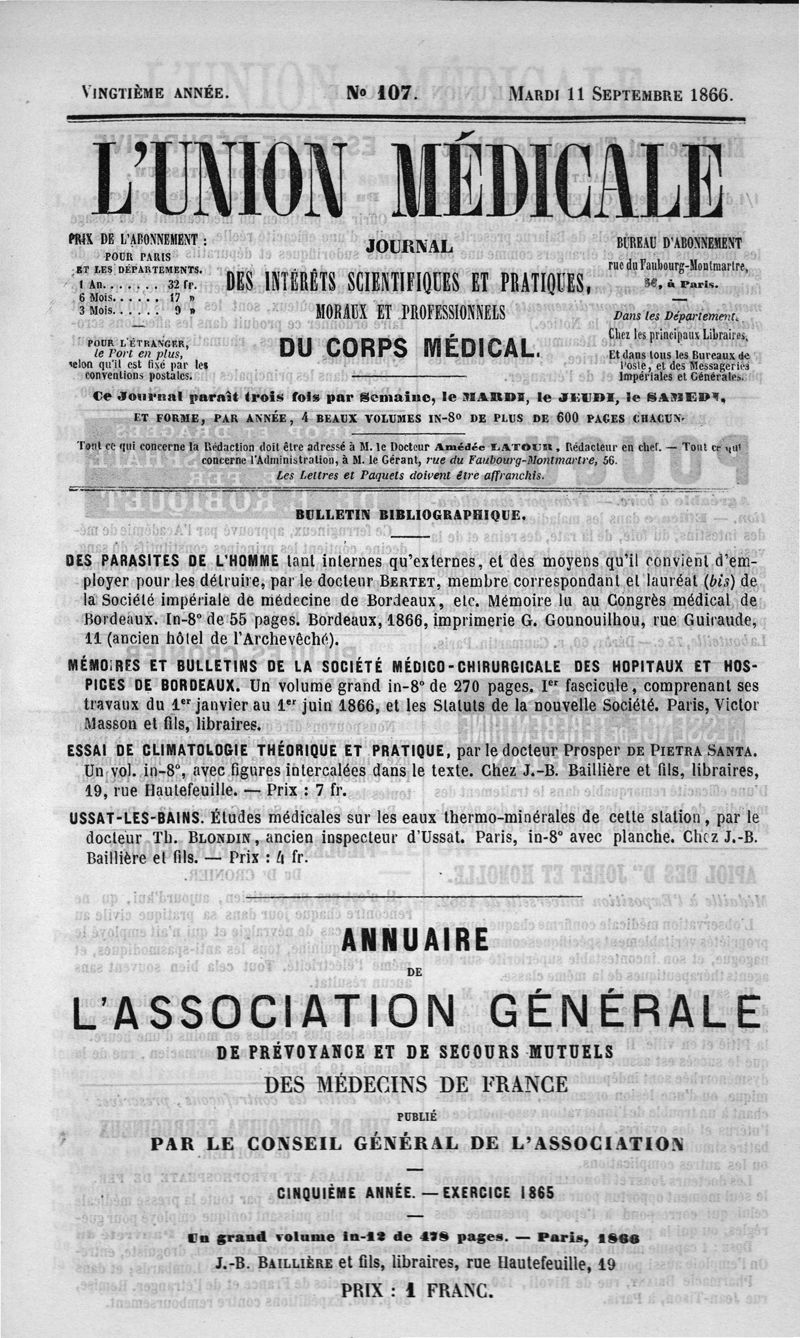 VINGTIÈME ANNÉE. No 107. MARDI 11 SEPTEMBRE 1866.
L'UNION MÉDICALE
PRIX DE L'ABONNEMENT :
POUR PARIS
ET LES DÉPARTEMENTS.
1 An....... 32 fr.
6 Mois...... 17 »
3 Mois...... 9 »
POUR L'ÉTRANGER,
le Port en plus,
selon qu'il est fixé par les
conventions postales.
JOURNAL
DES INTÉRÊTS SCIENTIFIQUES ET PRATIQUES,
MORAUX ET PROFESSIONNELS
DU CORPS MÉDICAL.
BUREAU D'ABONNEMENT
rue du Faubourg-Montmartre,
56, à Paris.
Dans les Département.
Chez les principaux Libraires,
Et dans tous les Bureaux de
Poste, et des Messageries
Impériales et Générales.
Ce Journal paraît trois fois par Semaine, le MARDI, le JEUDI, le SAMEDI,
ET FORME, PAR ANNÉE, 4 BEAUX VOLUMES IN-8o DE PLUS DE 600 PAGES CHACUN.
Tout ce qui concerne la Rédaction doit être adressé à M. le Docteur Amédée LATOUR, Rédacteur en chef. — Tout ce qui
concerne l'Administration, à M. le Gérant, rue du Faubourg-Montmartre, 56.
Les Lettres et Paquets doivent être affranchis.
BULLETIN BIBLIOGRAPHIQUE.
DES PARASITES DE L'HOMME tant internes qu'externes, et des moyens qu'il convient d'em-
ployer pour les détruire, par le docteur BERTET, membre correspondant et lauréat (bis) de
la Société impériale de médecine de Bordeaux, etc. Mémoire lu au Congrès médical de
Bordeaux. In-8° de 55 pages. Bordeaux, 1866, imprimerie G. Gounouilhou, rue Guiraude,
11 (ancien hôtel de l'Archevêché).
MÉMOIRES ET BULLETINS DE LA SOCIÉTÉ MÉDICO-CHIRURGICALE DES HOPITAUX ET HOS-
PICES DE BORDEAUX. Un volume grand in-8° de 270 pages. Ier fascicule, comprenant ses
travaux du 1er janvier au 1er juin 1866, et les Statuts de la nouvelle Société. Paris, Victor
Masson et fils, libraires.
ESSAI DE CLIMATOLOGIE THÉORIQUE ET PRATIQUE, par le docteur Prosper DE PIETRA SANTA.
Un vol. in-8°, avec figures intercalées dans le texte. Chez J.-B. Baillière et fils, libraires,
19, rue Hautefeuille. — Prix : 7 fr.
USSAT-LES-BAINS. Études médicales sur les eaux thermo-minérales de cette station, par le
docteur Th. BLONDIN, ancien inspecteur d'Ussat. Paris, in-8° avec planche. Chez J.-B.
Baillière et fils. — Prix : 4 fr.
ANNUAIRE
DE
L'ASSOCIATION GÉNÉRALE
DE PRÉVOYANCE ET DE SECOURS MUTUELS
DES MÉDECINS DE FRANCE
PUBLIÉ
PAR LE CONSEIL GÉNÉRAL DE L'ASSOCIATION
CINQUIÈME ANNÉE. — EXERCICE 1865
Un grand volume in-12 de 478 pages. — Paris, 1866
J.-B. BAILLIÈRE et fils, libraires, rue Hautefeuille, 19
PRIX : 1 FRANC.